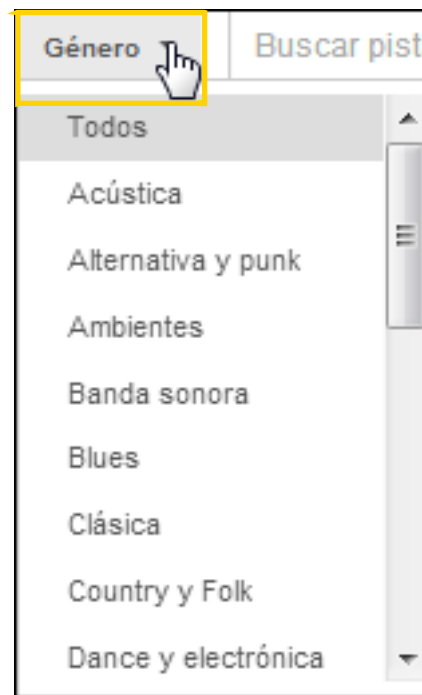 Género Buscar pist
Todos
Acústica
Alternativa y punk
Ambientes
Banda sonora
Blues
Clásica
Country y Folk
Dance y electrónica